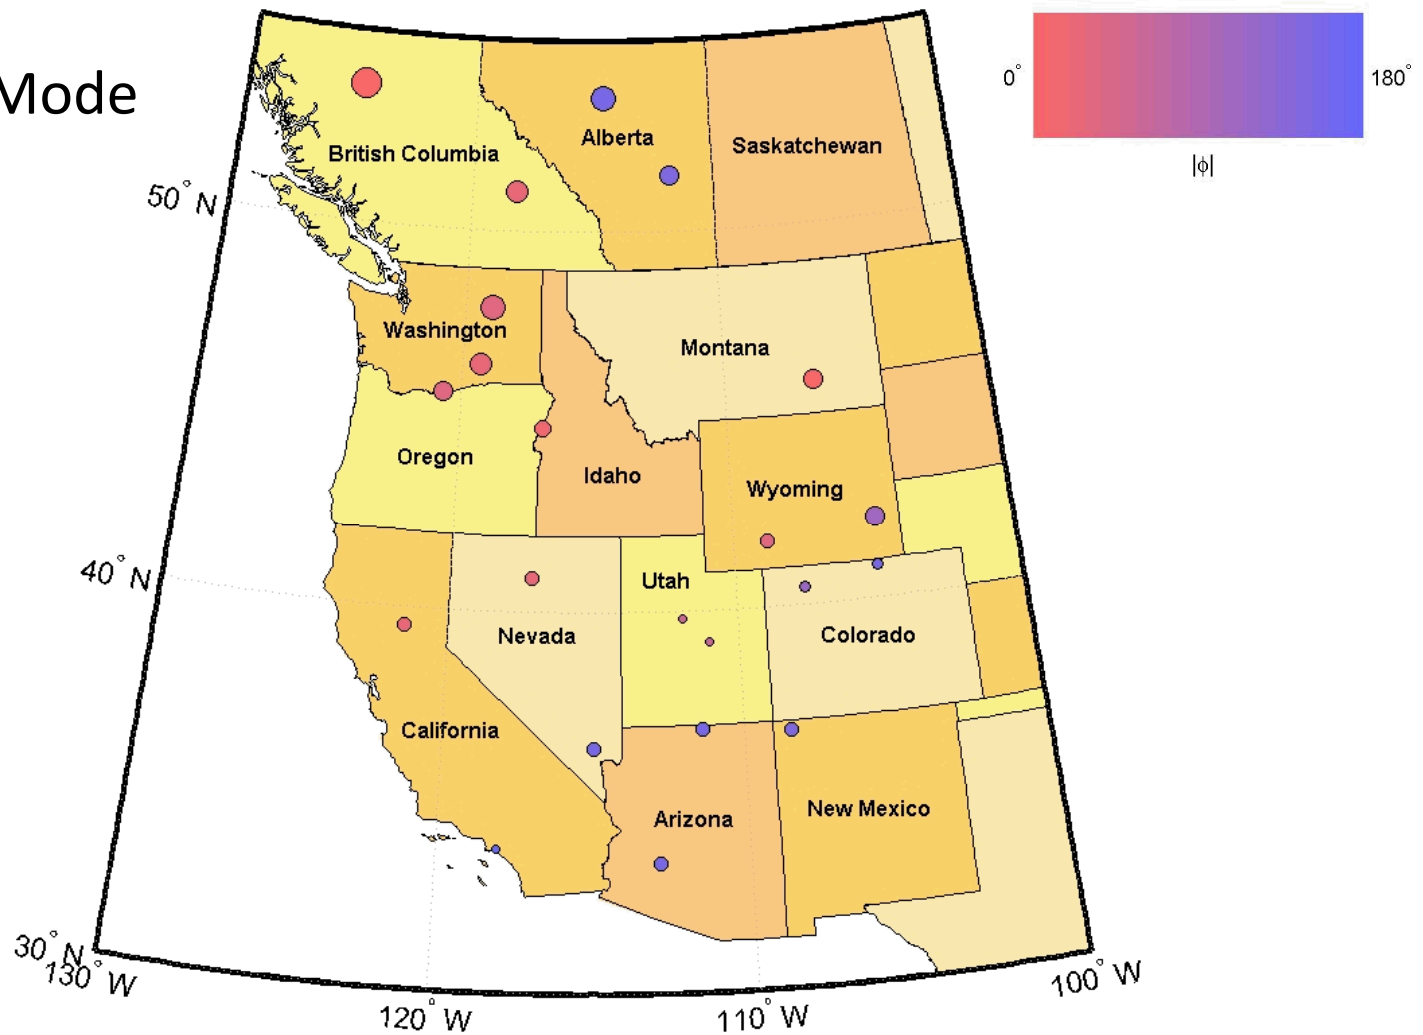 Mode
0°
180°
|ϕ|
British Columbia
Alberta
Saskatchewan
50° N
Washington
Montana
Oregon
Idaho
Wyoming
40° N
Utah
Nevada
Colorado
California
Arizona
New Mexico
30° N
130° W
120° W
110° W
100° W